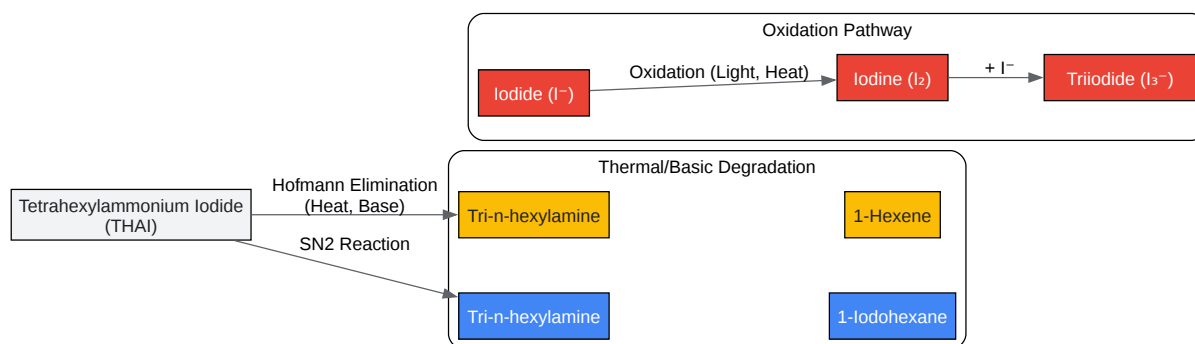 Oxidation Pathway
Oxidation (Light, Heat)
+ I⁻
Iodide (I⁻)
Iodine (I₂)
Triiodide (I₃⁻)
Thermal/Basic Degradation
Hofmann Elimination
(Heat, Base)
Tetrahexylammonium Iodide
(THAI)
Tri-n-hexylamine
1-Hexene
SN2 Reaction
Tri-n-hexylamine
1-Iodohexane